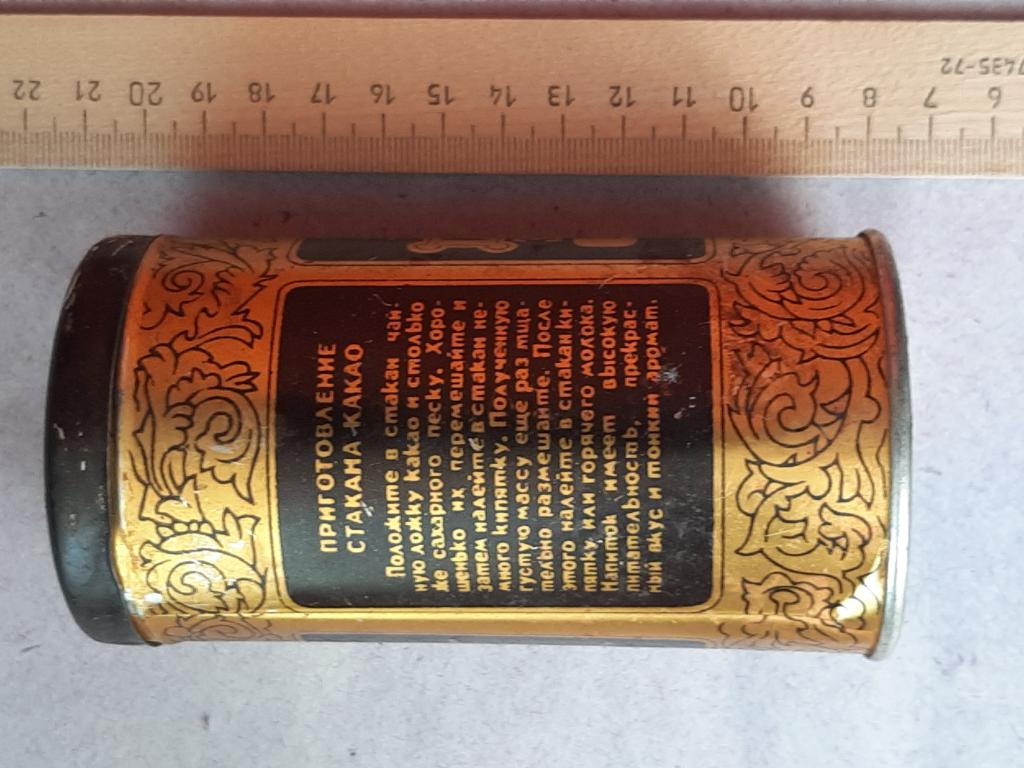 22 21 20 19 18 17 16 15 14 13 12 11 10 9 8 7 6
7435-72
ПРИГОТОВЛЕНИЕ
СТАКАНА КАКАО
Положите в стакан чай-
ную ложку какао и столько
же сахарного песку. Хоро-
шенько их перемешайте и
затем налейте в стакан не-
много кипятку. Полученную
густую массу еще раз тща-
тельно размешайте. После
этого налейте в стакан ки-
пятку или горячего молока.
Напиток имеет высокую
питательность, прекрас-
ный вкус и тонкий аромат.